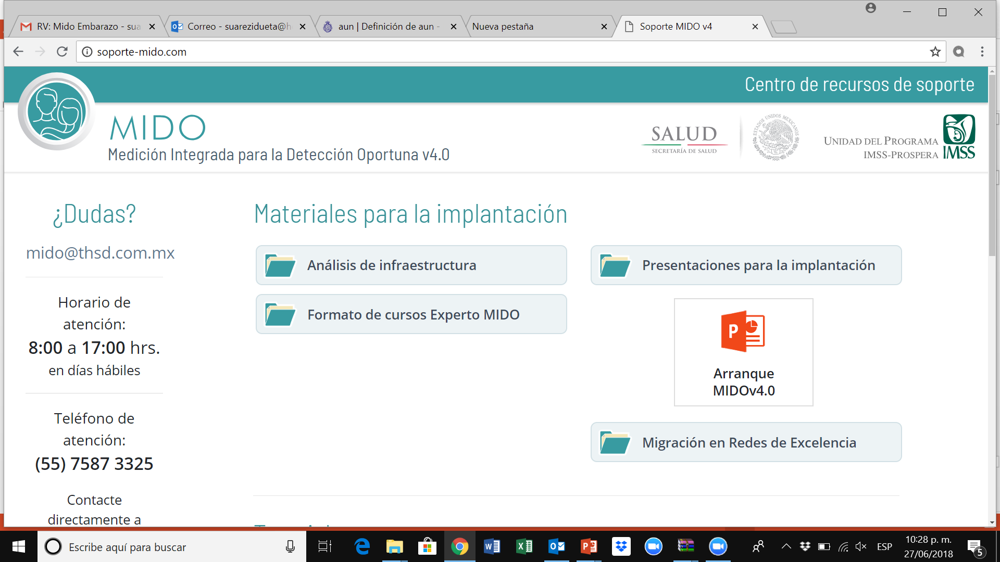 RV: Mido Embarazo - sua
Correo - suarezidueta@h
aun | Definición de aun -
Nueva pestaña
Soporte MIDO v4
soporte-mido.com
Centro de recursos de soporte
MIDO
Medición Integrada para la Detección Oportuna v4.0
SALUD
SECRETARÍA DE SALUD
ESTADOS UNIDOS MEXICANOS
UNIDAD DEL PROGRAMA
IMSS-PROSPERA
IMSS
¿Dudas?
mido@thsd.com.mx
Horario de
atención:
8:00 a 17:00 hrs.
en días hábiles
Teléfono de
atención:
(55) 7587 3325
Contacte
directamente a
Materiales para la implantación
Análisis de infraestructura
Formato de cursos Experto MIDO
Presentaciones para la implantación
P
Arranque
MIDOv4.0
Migración en Redes de Excelencia
Escribe aquí para buscar
ESP
10:28 p. m.
27/06/2018
5